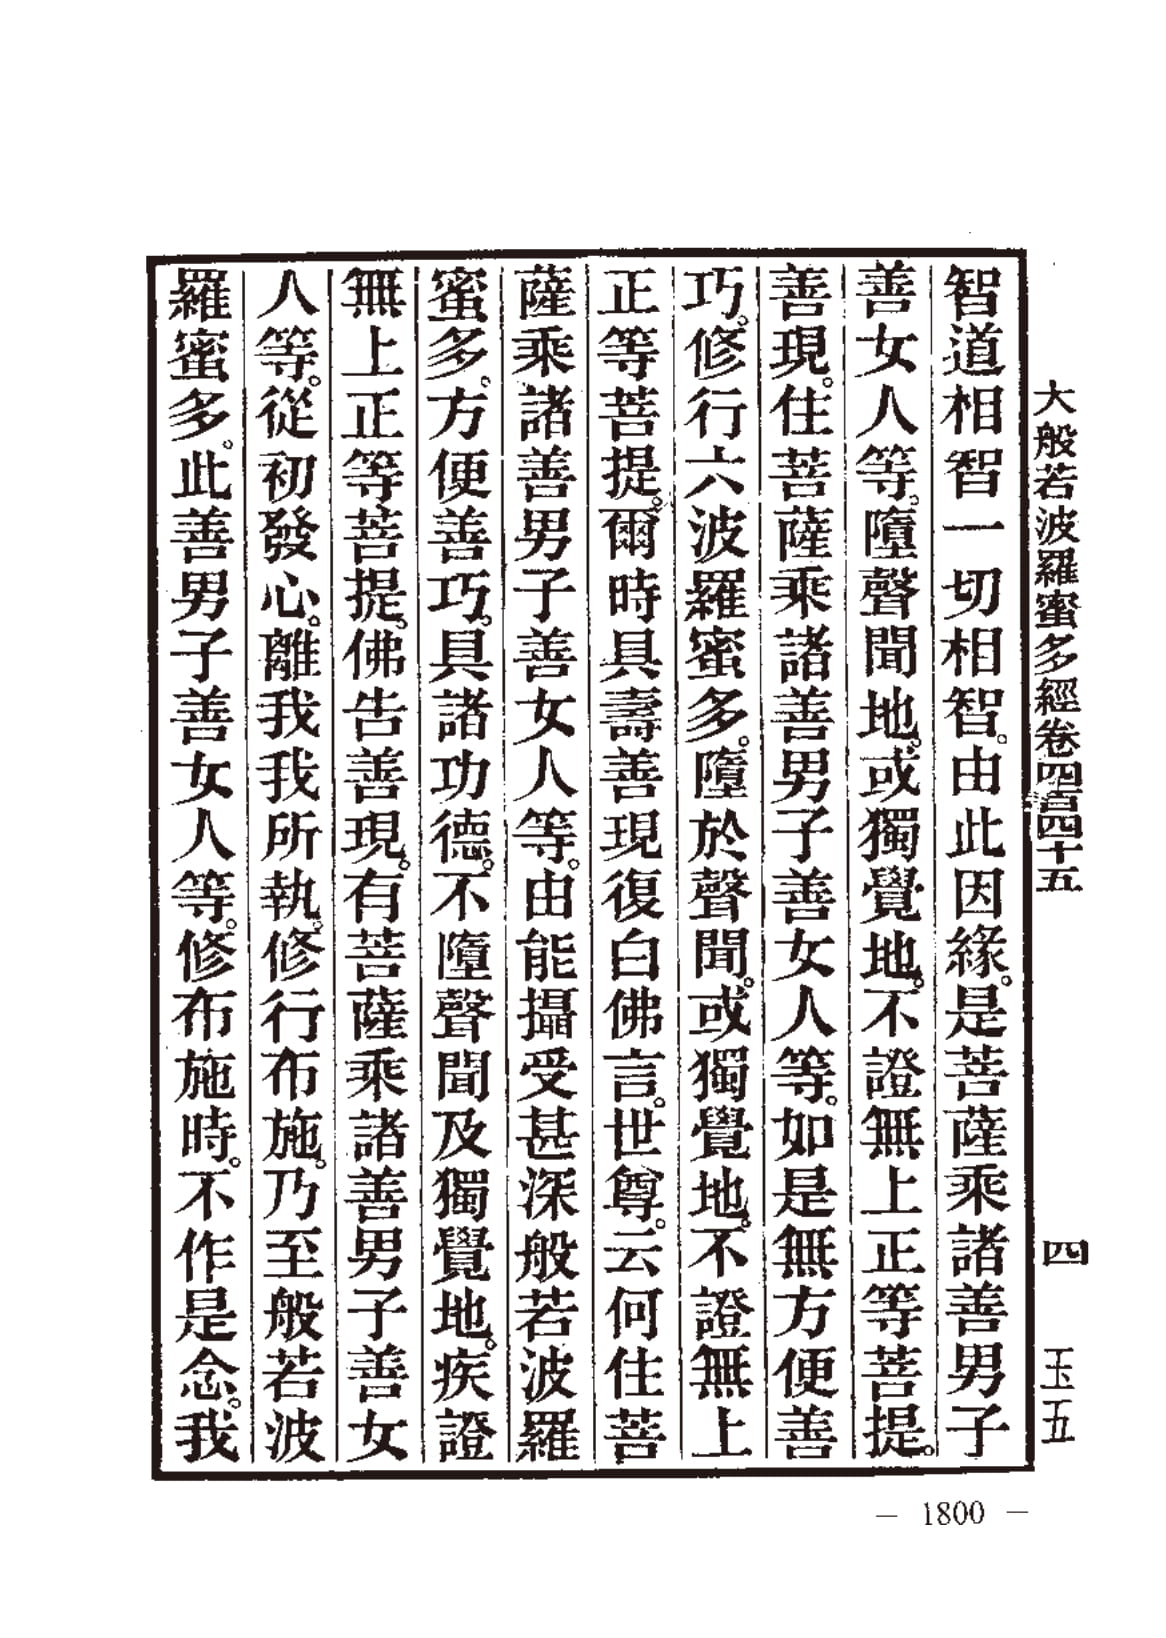 大般若波羅蜜多經卷四百四十五 四 玉五
智道相智一切相智。由此因緣。是菩薩乘諸善男子
善女人等。墮聲聞地。或獨覺地。不證無上正等菩提。
善現。住菩薩乘諸善男子善女人等。如是無方便善
巧。修行六波羅蜜多。墮於聲聞。或獨覺地。不證無上
正等菩提。爾時具壽善現復白佛言。世尊。云何住菩
薩乘諸善男子善女人等。由能攝受甚深般若波羅
蜜多。方便善巧。具諸功德。不墮聲聞及獨覺地。疾證
無上正等菩提。佛告善現。有菩薩乘諸善男子善女
人等。從初發心。離我我所執。修行布施。乃至般若波
羅蜜多。此善男子善女人等。修布施時。不作是念。我
— 1800 —